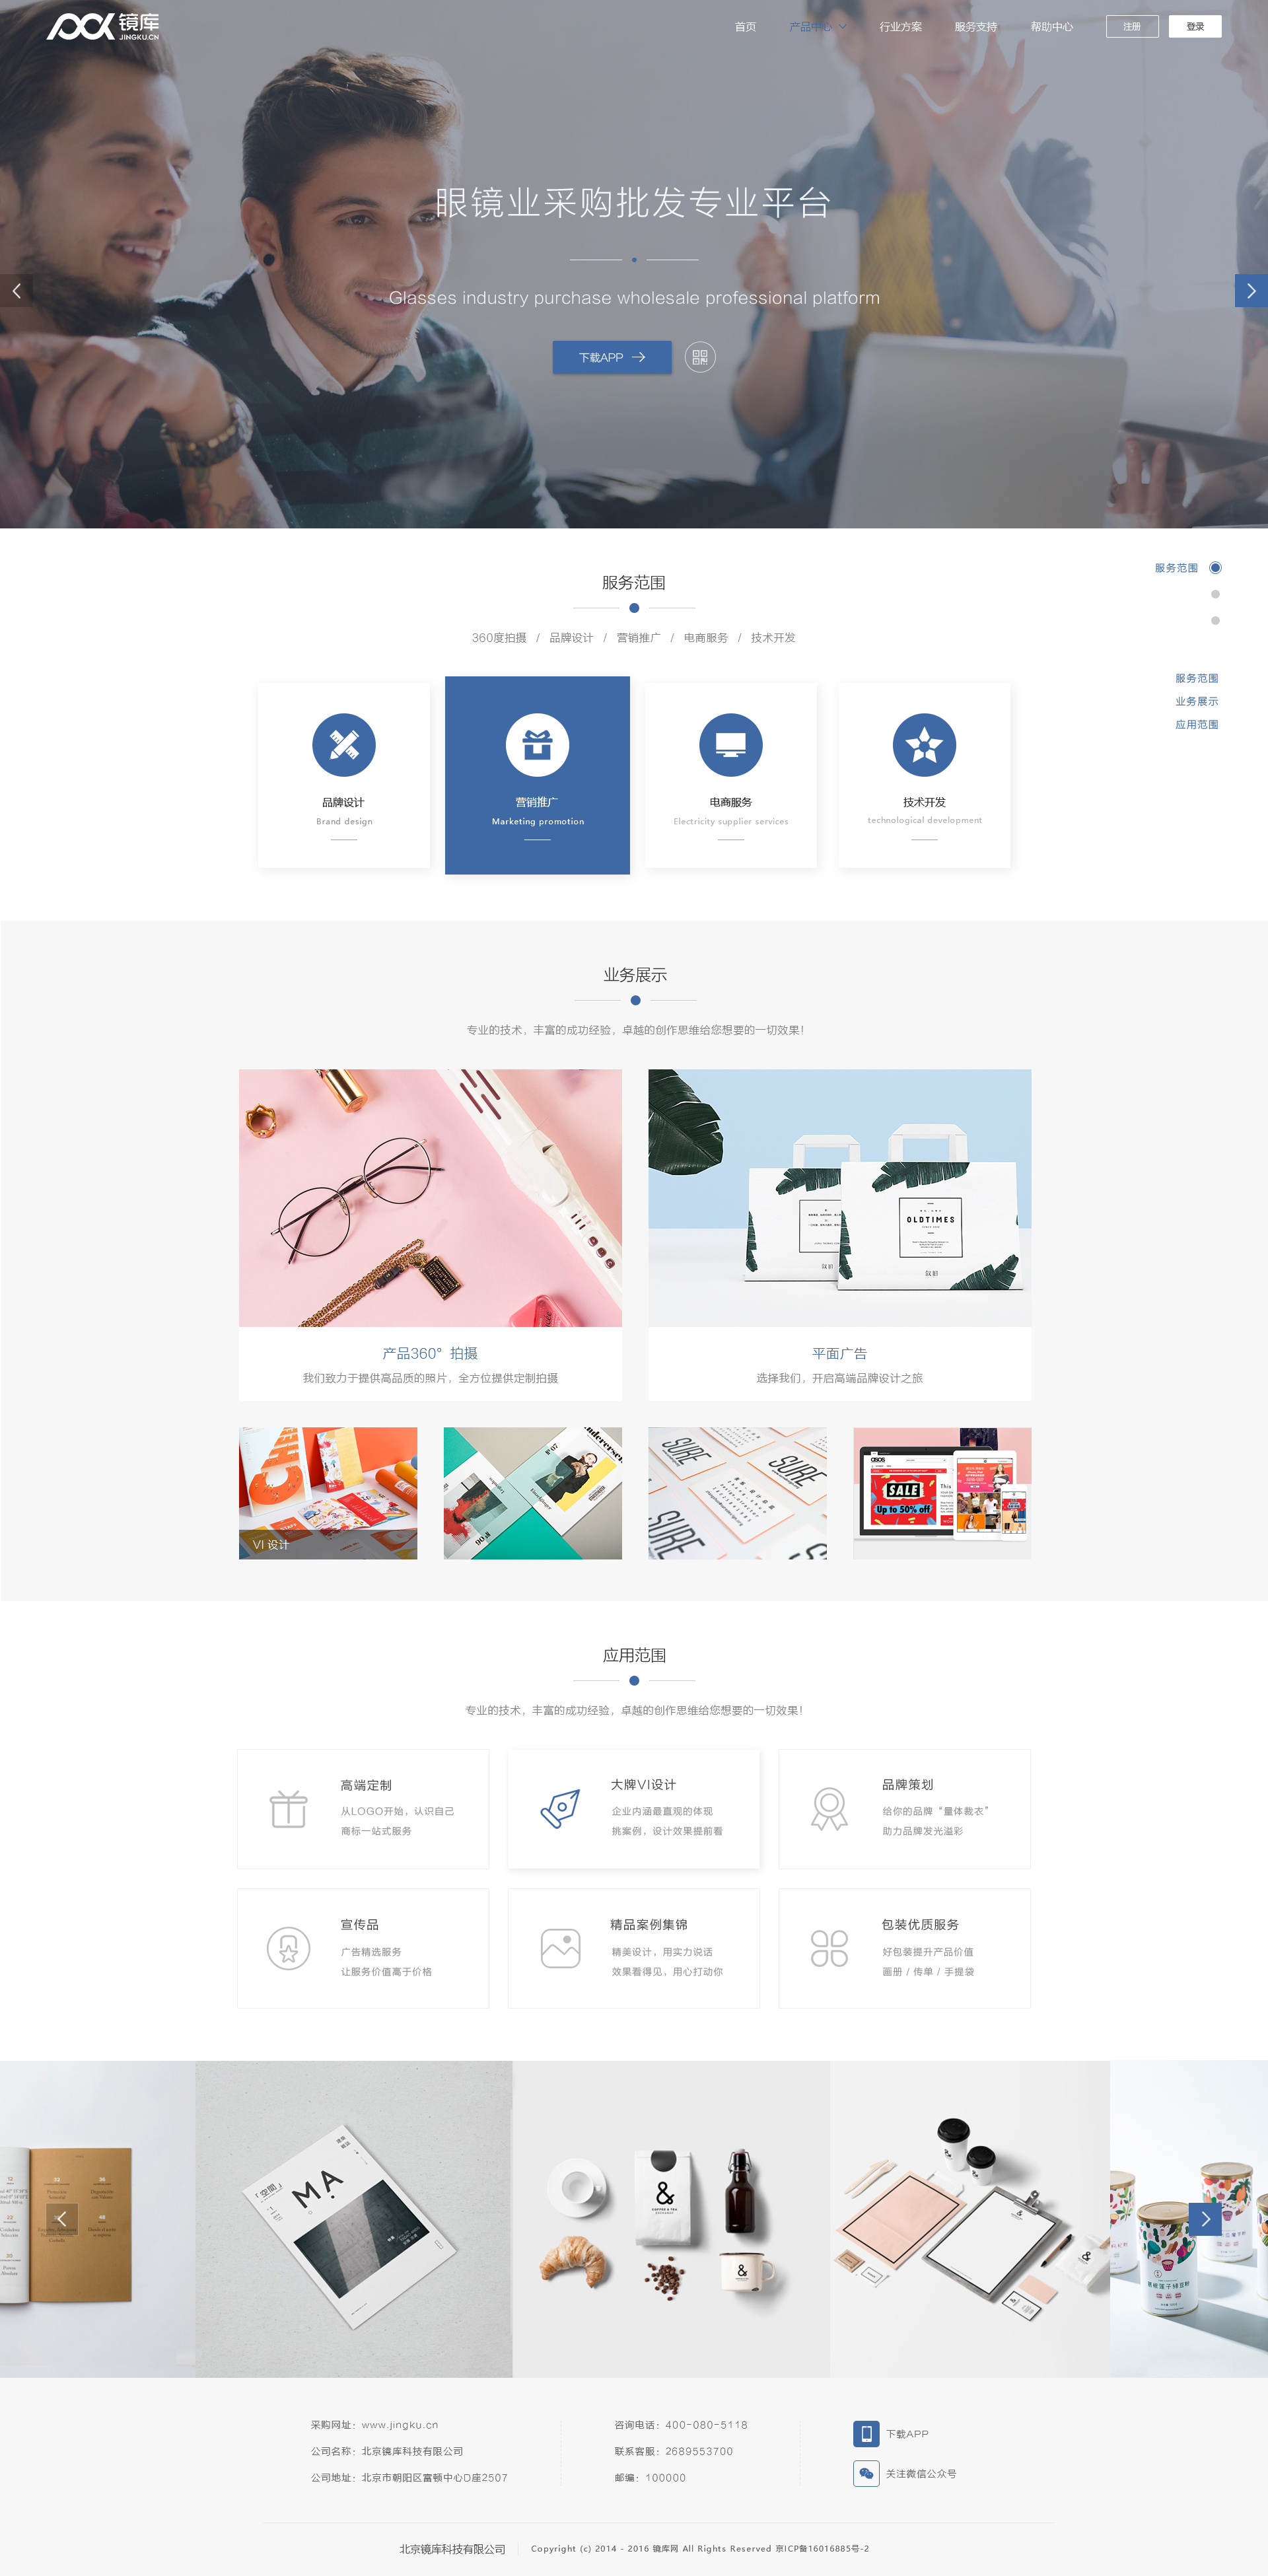 镜库
JINGKU.CN
首页 产品中心 行业方案 服务支持 帮助中心 注册 登录
眼镜业采购批发专业平台
Glasses industry purchase wholesale professional platform
下载APP
服务范围
服务范围
360度拍摄 / 品牌设计 / 营销推广 / 电商服务 / 技术开发
服务范围
业务展示
应用范围
品牌设计
Brand design
营销推广
Marketing promotion
电商服务
Electricity supplier services
技术开发
technological development
业务展示
专业的技术，丰富的成功经验，卓越的创作思维给您想要的一切效果！
OLDTIMES
产品360°拍摄
我们致力于提供高品质的照片，全方位提供定制拍摄
平面广告
选择我们，开启高端品牌设计之旅
VI 设计
SURE
SURE
SURE
asos
SALE
Up to 50% off
This
SALE
应用范围
专业的技术，丰富的成功经验，卓越的创作思维给您想要的一切效果！
高端定制
从LOGO开始，认识自己
商标一站式服务
大牌VI设计
企业内涵最直观的体现
挑案例，设计效果提前看
品牌策划
给你的品牌“量体裁衣”
助力品牌发光溢彩
宣传品
广告精选服务
让服务价值高于价格
精品案例集锦
精美设计，用实力说话
效果看得见，用心打动你
包装优质服务
好包装提升产品价值
画册 / 传单 / 手提袋
「空間」
MA
&
COFFEE & TEA
&
采购网址：www.jingku.cn
公司名称：北京镜库科技有限公司
公司地址：北京市朝阳区富顿中心D座2507
咨询电话：400-080-5118
联系客服：2689553700
邮编：100000
下载APP
关注微信公众号
北京镜库科技有限公司
Copyright (c) 2014 - 2016 镜库网 All Rights Reserved 京ICP备16016885号-2